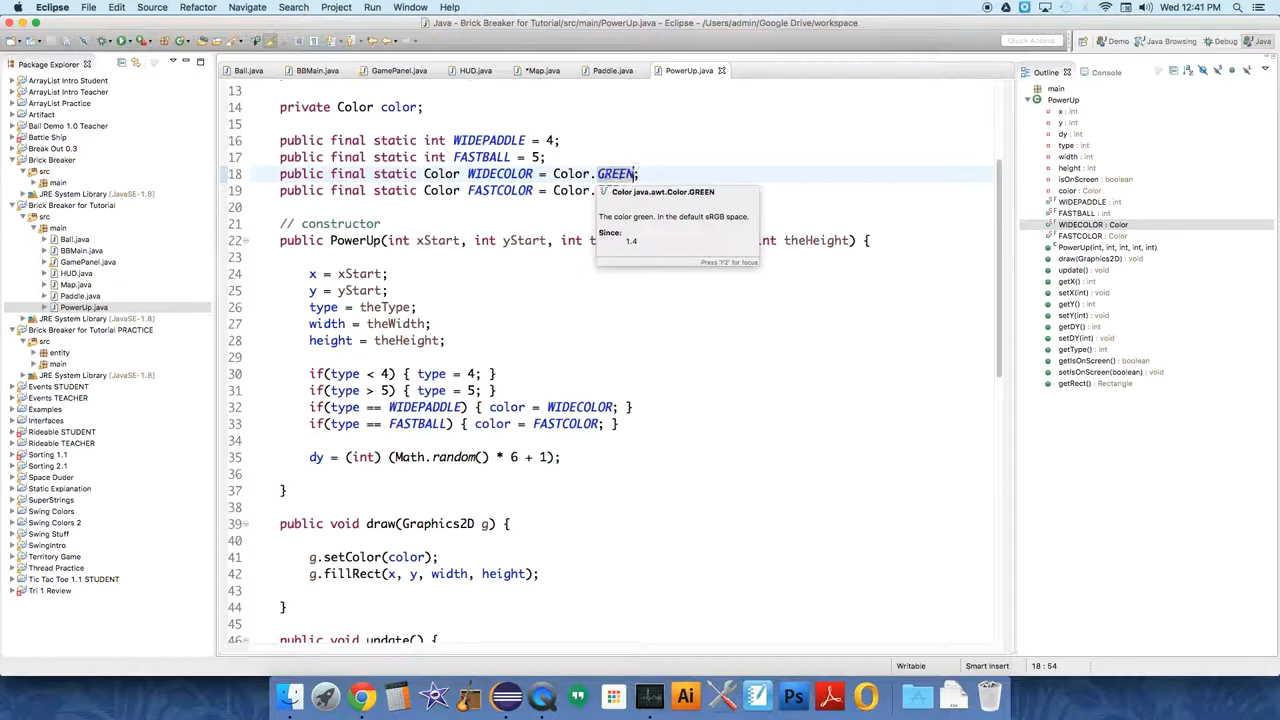 Eclipse File Edit Source Refactor Navigate Search Project Run Window Help Wed 12:41 PM
Java - Brick Breaker for Tutorial/src/main/PowerUp.java - Eclipse - /Users/admin/Google Drive/workspace
Quick Access Demo Java Browsing Debug Java
Package Explorer
ArrayList Intro Student
ArrayList Intro Teacher
ArrayList Practice
Artifact
Ball Demo 1.0 Teacher
Battle Ship
Break Out 0.3
Brick Breaker
src
main
JRE System Library [JavaSE-1.8]
Brick Breaker for Tutorial
src
main
Ball.java
BBMain.java
GamePanel.java
HUD.java
Map.java
Paddle.java
PowerUp.java
JRE System Library [JavaSE-1.8]
Brick Breaker for Tutorial PRACTICE
src
entity
main
JRE System Library [JavaSE-1.8]
Events STUDENT
Events TEACHER
Examples
Interfaces
Rideable STUDENT
Rideable TEACHER
Sorting 1.1
Sorting 2.1
Space Duder
Static Explanation
SuperStrings
Swing Colors
Swing Colors 2
Swing Stuff
SwingIntro
Territory Game
Thread Practice
Tic Tac Toe 1.1 STUDENT
Tri 1 Review
Ball.java BBMain.java GamePanel.java HUD.java *Map.java Paddle.java PowerUp.java
13
14 private Color color;
15
16 public final static int WIDEPADDLE = 4;
17 public final static int FASTBALL = 5;
18 public final static Color WIDECOLOR = Color.GREEN;
19 public final static Color FASTCOLOR = Color.
20
21 // constructor
22 public PowerUp(int xStart, int yStart, int t int theHeight) {
23
24 x = xStart;
25 y = yStart;
26 type = theType;
27 width = theWidth;
28 height = theHeight;
29
30 if(type < 4) { type = 4; }
31 if(type > 5) { type = 5; }
32 if(type == WIDEPADDLE) { color = WIDECOLOR; }
33 if(type == FASTBALL) { color = FASTCOLOR; }
34
35 dy = (int) (Math.random() * 6 + 1);
36
37 }
38
39 public void draw(Graphics2D g) {
40
41 g.setColor(color);
42 g.fillRect(x, y, width, height);
43
44 }
45
46 public void update() {
Color java.awt.Color.GREEN
The color green. In the default sRGB space.
Since:
1.4
Press 'F2' for focus
Outline Console
main
PowerUp
x : int
y : int
dy : int
type : int
width : int
height : int
isOnScreen : boolean
color : Color
WIDEPADDLE : int
FASTBALL : int
WIDECOLOR : Color
FASTCOLOR : Color
PowerUp(int, int, int, int, int)
draw(Graphics2D) : void
update() : void
getX() : int
setX(int) : void
getY() : int
setY(int) : void
getDY() : int
setDY(int) : void
getType() : int
getIsOnScreen() : boolean
setIsOnScreen(boolean) : void
getRect() : Rectangle
Writable Smart Insert 18 : 54
Ai Ps